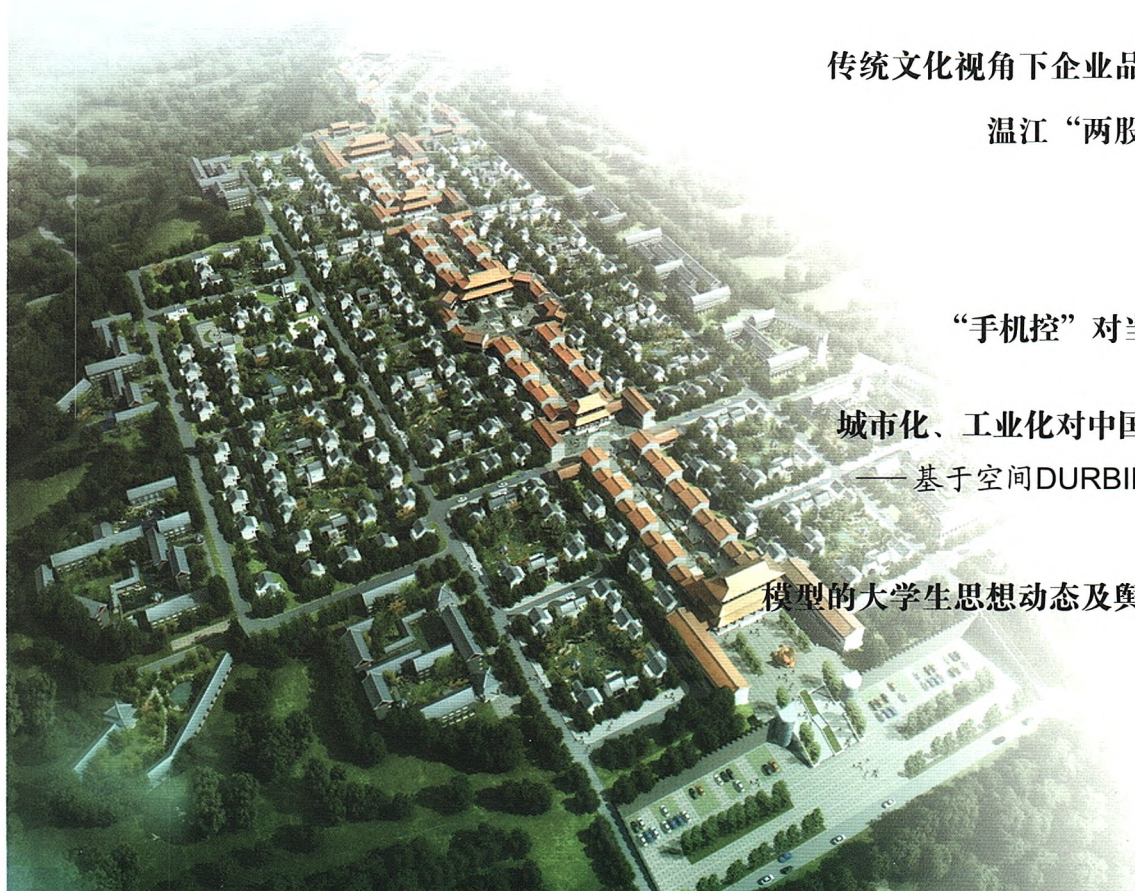 传统文化视角下企业品
温江“两股
“手机控”对当
城市化、工业化对中国
——基于空间DURBI
模型的大学生思想动态及舆